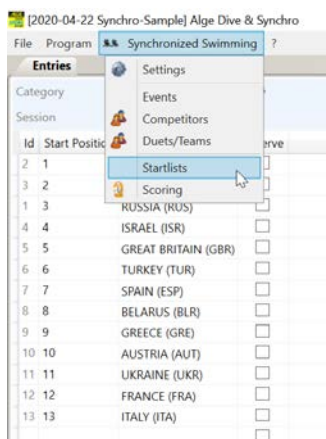 [2020-04-22 Synchro-Sample] Alge Dive & Synchro
File Program Synchronized Swimming ?
Entries
Settings
Category
Events
Session
Competitors
Id Start Positio Duets/Teams erve
2 1
Startlists
3 2
Scoring
1 3 RUSSIA (RUS)
4 4 ISRAEL (ISR)
5 5 GREAT BRITAIN (GBR)
6 6 TURKEY (TUR)
7 7 SPAIN (ESP)
8 8 BELARUS (BLR)
9 9 GREECE (GRE)
10 10 AUSTRIA (AUT)
11 11 UKRAINE (UKR)
12 12 FRANCE (FRA)
13 13 ITALY (ITA)